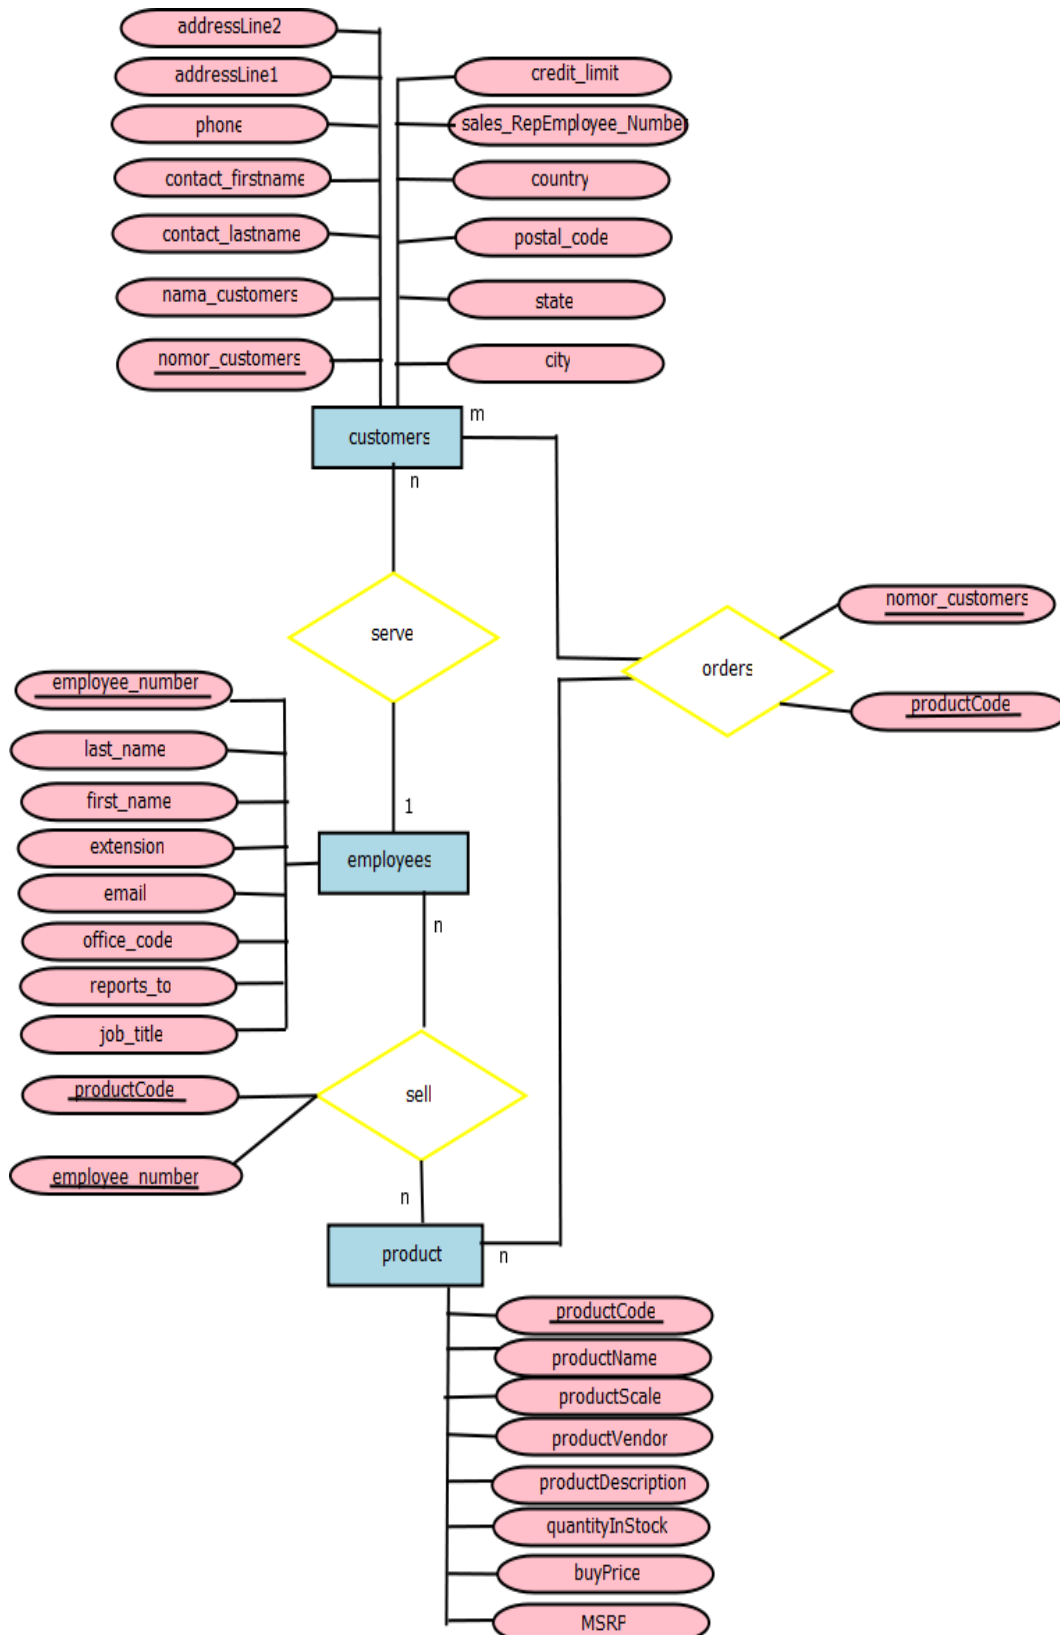 addressLine2
addressLine1
phone
contact_firstname
contact_lastname
nama_customers
nomor_customers
credit_limit
sales_RepEmployee_Number
country
postal_code
state
city
customers
m
n
serve
orders
nomor_customers
productCode
1
employees
employee_number
last_name
first_name
extension
email
office_code
reports_to
job_title
n
productCode
employee_number
sell
n
product
n
productCode
productName
productScale
productVendor
productDescription
quantityInStock
buyPrice
MSRP